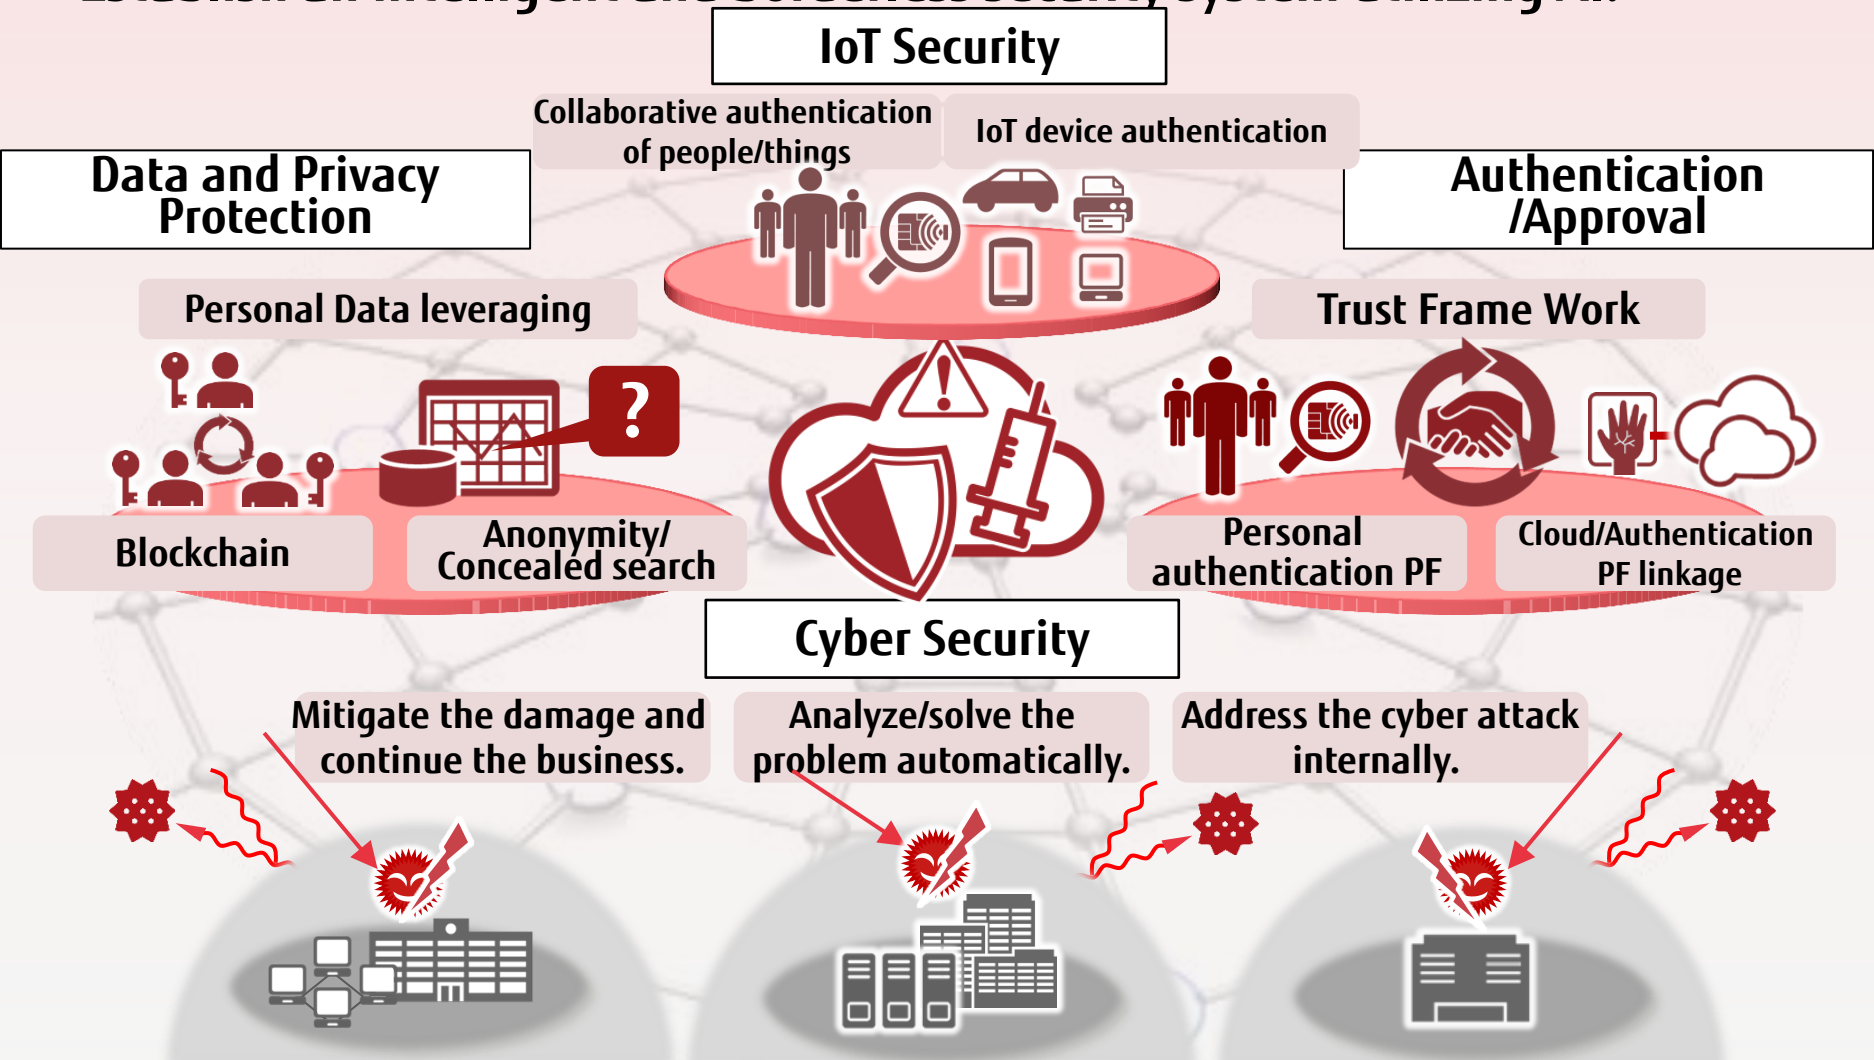 IoT Security
Collaborative authentication
of people/things
IoT device authentication
Data and Privacy
Protection
Authentication
/Approval
Personal Data leveraging
Trust Frame Work
?
Blockchain
Anonymity/
Concealed search
Personal
authentication PF
Cloud/Authentication
PF linkage
Cyber Security
Mitigate the damage and
continue the business.
Analyze/solve the
problem automatically.
Address the cyber attack
internally.